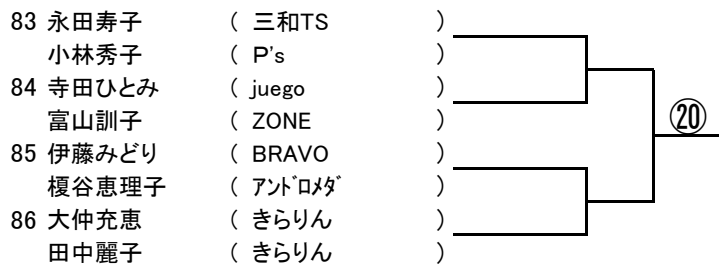 83 永田寿子 ( 三和TS )
小林秀子 ( P's )
84 寺田ひとみ ( juego )
富山訓子 ( ZONE )
⑳
85 伊藤みどり ( BRAVO )
榎谷恵理子 ( ｱﾝﾄﾞﾛﾒﾀﾞ )
86 大仲充恵 ( きらりん )
田中麗子 ( きらりん )